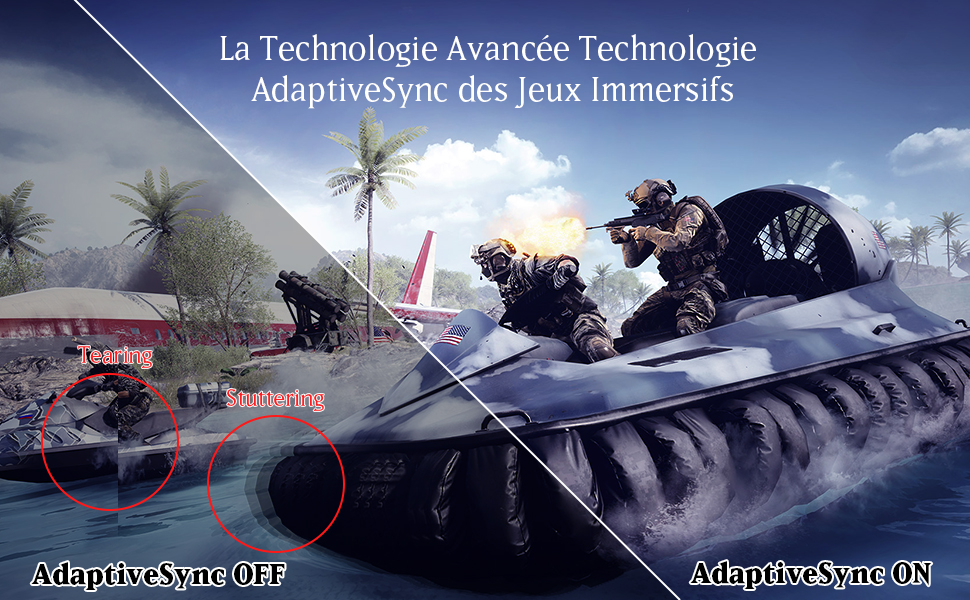 La Technologie Avancée Technologie
AdaptiveSync des Jeux Immersifs
Tearing
Stuttering
AdaptiveSync OFF
AdaptiveSync ON